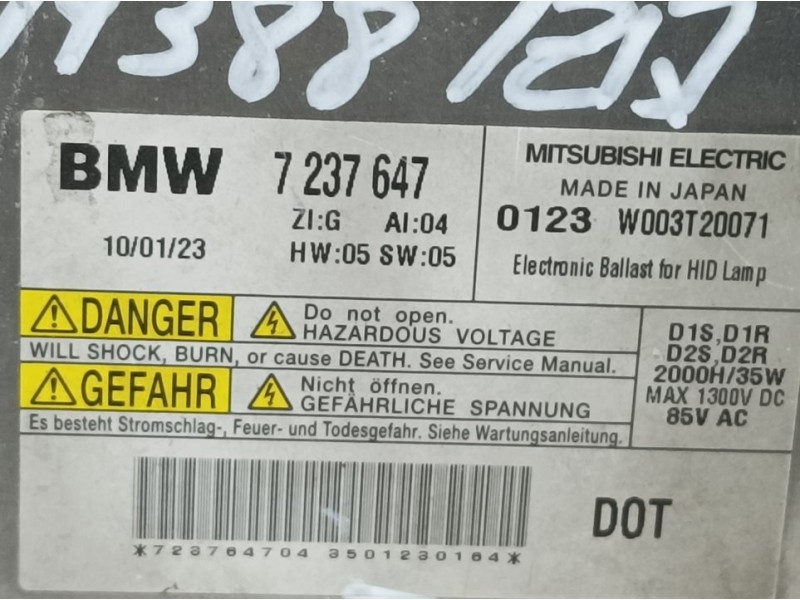 BMW 7 237 647
ZI:G AI:04
10/01/23
HW:05 SW:05
MITSUBISHI ELECTRIC
MADE IN JAPAN
0123 W003T20071
Electronic Ballast for HID Lamp
DANGER
Do not open.
HAZARDOUS VOLTAGE
WILL SHOCK, BURN, or cause DEATH. See Service Manual.
GEFAHR
Nicht öffnen.
GEFÄHRLICHE SPANNUNG
Es besteht Stromschlag-, Feuer- und Todesgefahr. Siehe Wartungsanleitung.
D1S, D1R
D2S, D2R
2000H/35W
MAX 1300V DC
85V AC
*723764704 3501230164*
DOT